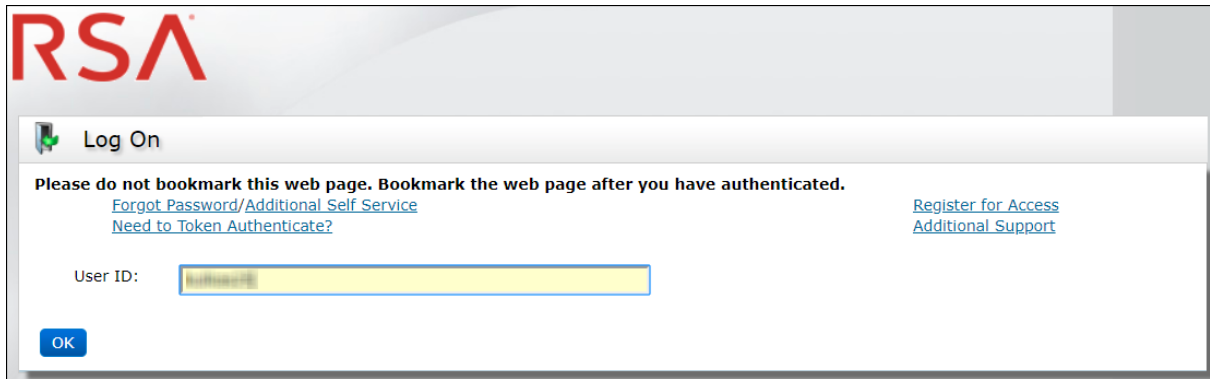 RSA
Log On
Please do not bookmark this web page. Bookmark the web page after you have authenticated.
Forgot Password/Additional Self Service
Register for Access
Need to Token Authenticate?
Additional Support
User ID:
OK